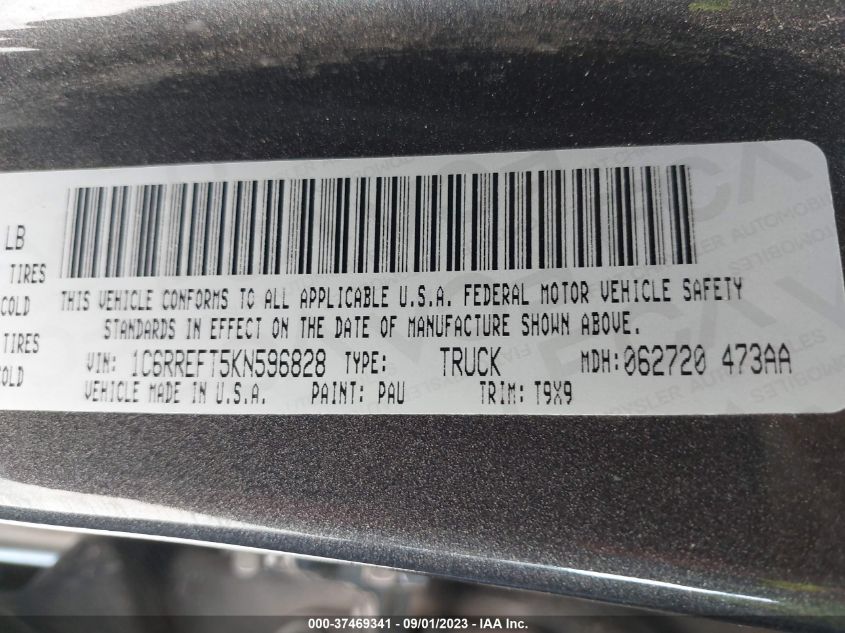 LB
TIRES
COLD
TIRES
COLD
THIS VEHICLE CONFORMS TO ALL APPLICABLE U.S.A. FEDERAL MOTOR VEHICLE SAFETY
STANDARDS IN EFFECT ON THE DATE OF MANUFACTURE SHOWN ABOVE.
VIN: 1C6RREFT5KN596828 TYPE: TRUCK MDH:062720 473AA
VEHICLE MADE IN U.S.A. PAINT: PAU TRIM: T9X9
000-37469341 - 09/01/2023 - IAA Inc.